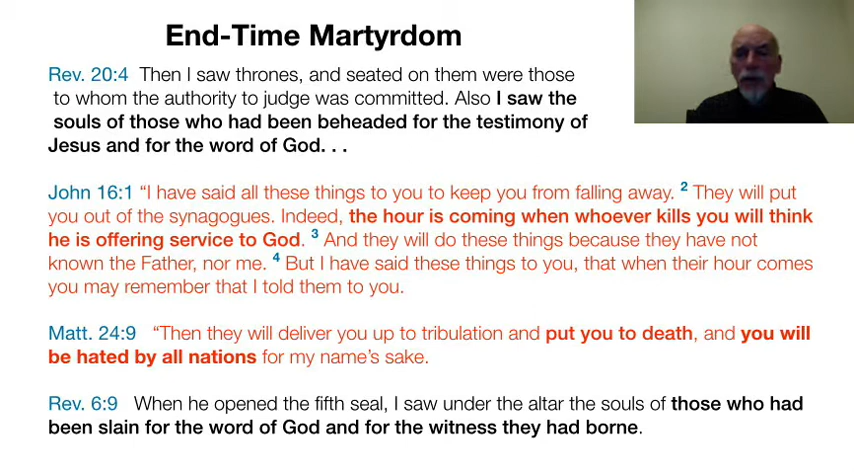 End-Time Martyrdom
Rev. 20:4 Then I saw thrones, and seated on them were those
to whom the authority to judge was committed. Also I saw the
souls of those who had been beheaded for the testimony of
Jesus and for the word of God. . .
John 16:1 “I have said all these things to you to keep you from falling away. 2 They will put
you out of the synagogues. Indeed, the hour is coming when whoever kills you will think
he is offering service to God. 3 And they will do these things because they have not
known the Father, nor me. 4 But I have said these things to you, that when their hour comes
you may remember that I told them to you.
Matt. 24:9 “Then they will deliver you up to tribulation and put you to death, and you will
be hated by all nations for my name’s sake.
Rev. 6:9 When he opened the fifth seal, I saw under the altar the souls of those who had
been slain for the word of God and for the witness they had borne.